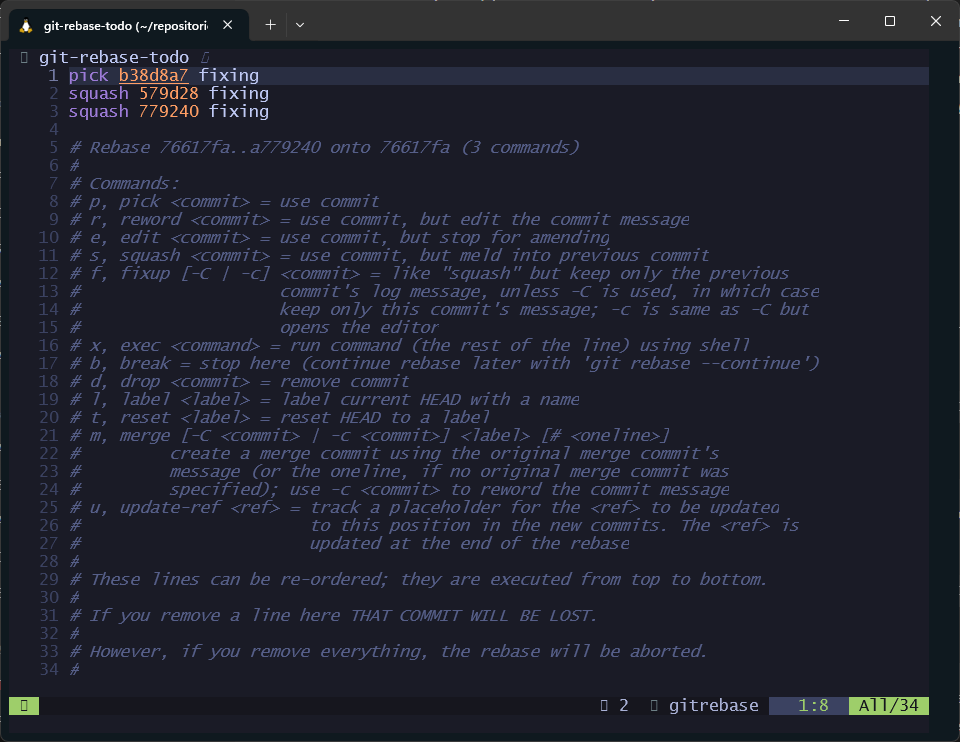 git-rebase-todo (~/repositori
git-rebase-todo
1 pick b38d8a7 fixing
2 squash 579d28 fixing
3 squash 779240 fixing
4
5 # Rebase 76617fa..a779240 onto 76617fa (3 commands)
6 #
7 # Commands:
8 # p, pick <commit> = use commit
9 # r, reword <commit> = use commit, but edit the commit message
10 # e, edit <commit> = use commit, but stop for amending
11 # s, squash <commit> = use commit, but meld into previous commit
12 # f, fixup [-C | -c] <commit> = like "squash" but keep only the previous
13 # commit's log message, unless -C is used, in which case
14 # keep only this commit's message; -c is same as -C but
15 # opens the editor
16 # x, exec <command> = run command (the rest of the line) using shell
17 # b, break = stop here (continue rebase later with 'git rebase --continue')
18 # d, drop <commit> = remove commit
19 # l, label <label> = label current HEAD with a name
20 # t, reset <label> = reset HEAD to a label
21 # m, merge [-C <commit> | -c <commit>] <label> [# <oneline>]
22 # create a merge commit using the original merge commit's
23 # message (or the oneline, if no original merge commit was
24 # specified); use -c <commit> to reword the commit message
25 # u, update-ref <ref> = track a placeholder for the <ref> to be updated
26 # to this position in the new commits. The <ref> is
27 # updated at the end of the rebase
28 #
29 # These lines can be re-ordered; they are executed from top to bottom.
30 #
31 # If you remove a line here THAT COMMIT WILL BE LOST.
32 #
33 # However, if you remove everything, the rebase will be aborted.
34 #
2 gitrebase 1:8 All/34